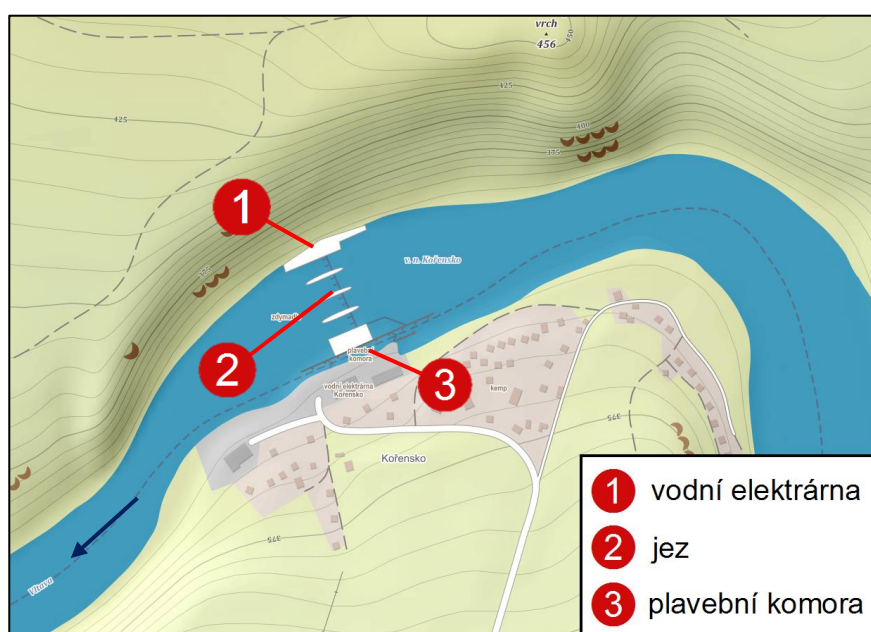 vrch
456
450
425
425
400
375
1
375
v. n. Kořensko
zdymadlo
2
plavební
komora
3
vodní elektrárna
Kořensko
kemp
375
Kořensko
375
Vltava
1 vodní elektrárna
2 jez
3 plavební komora